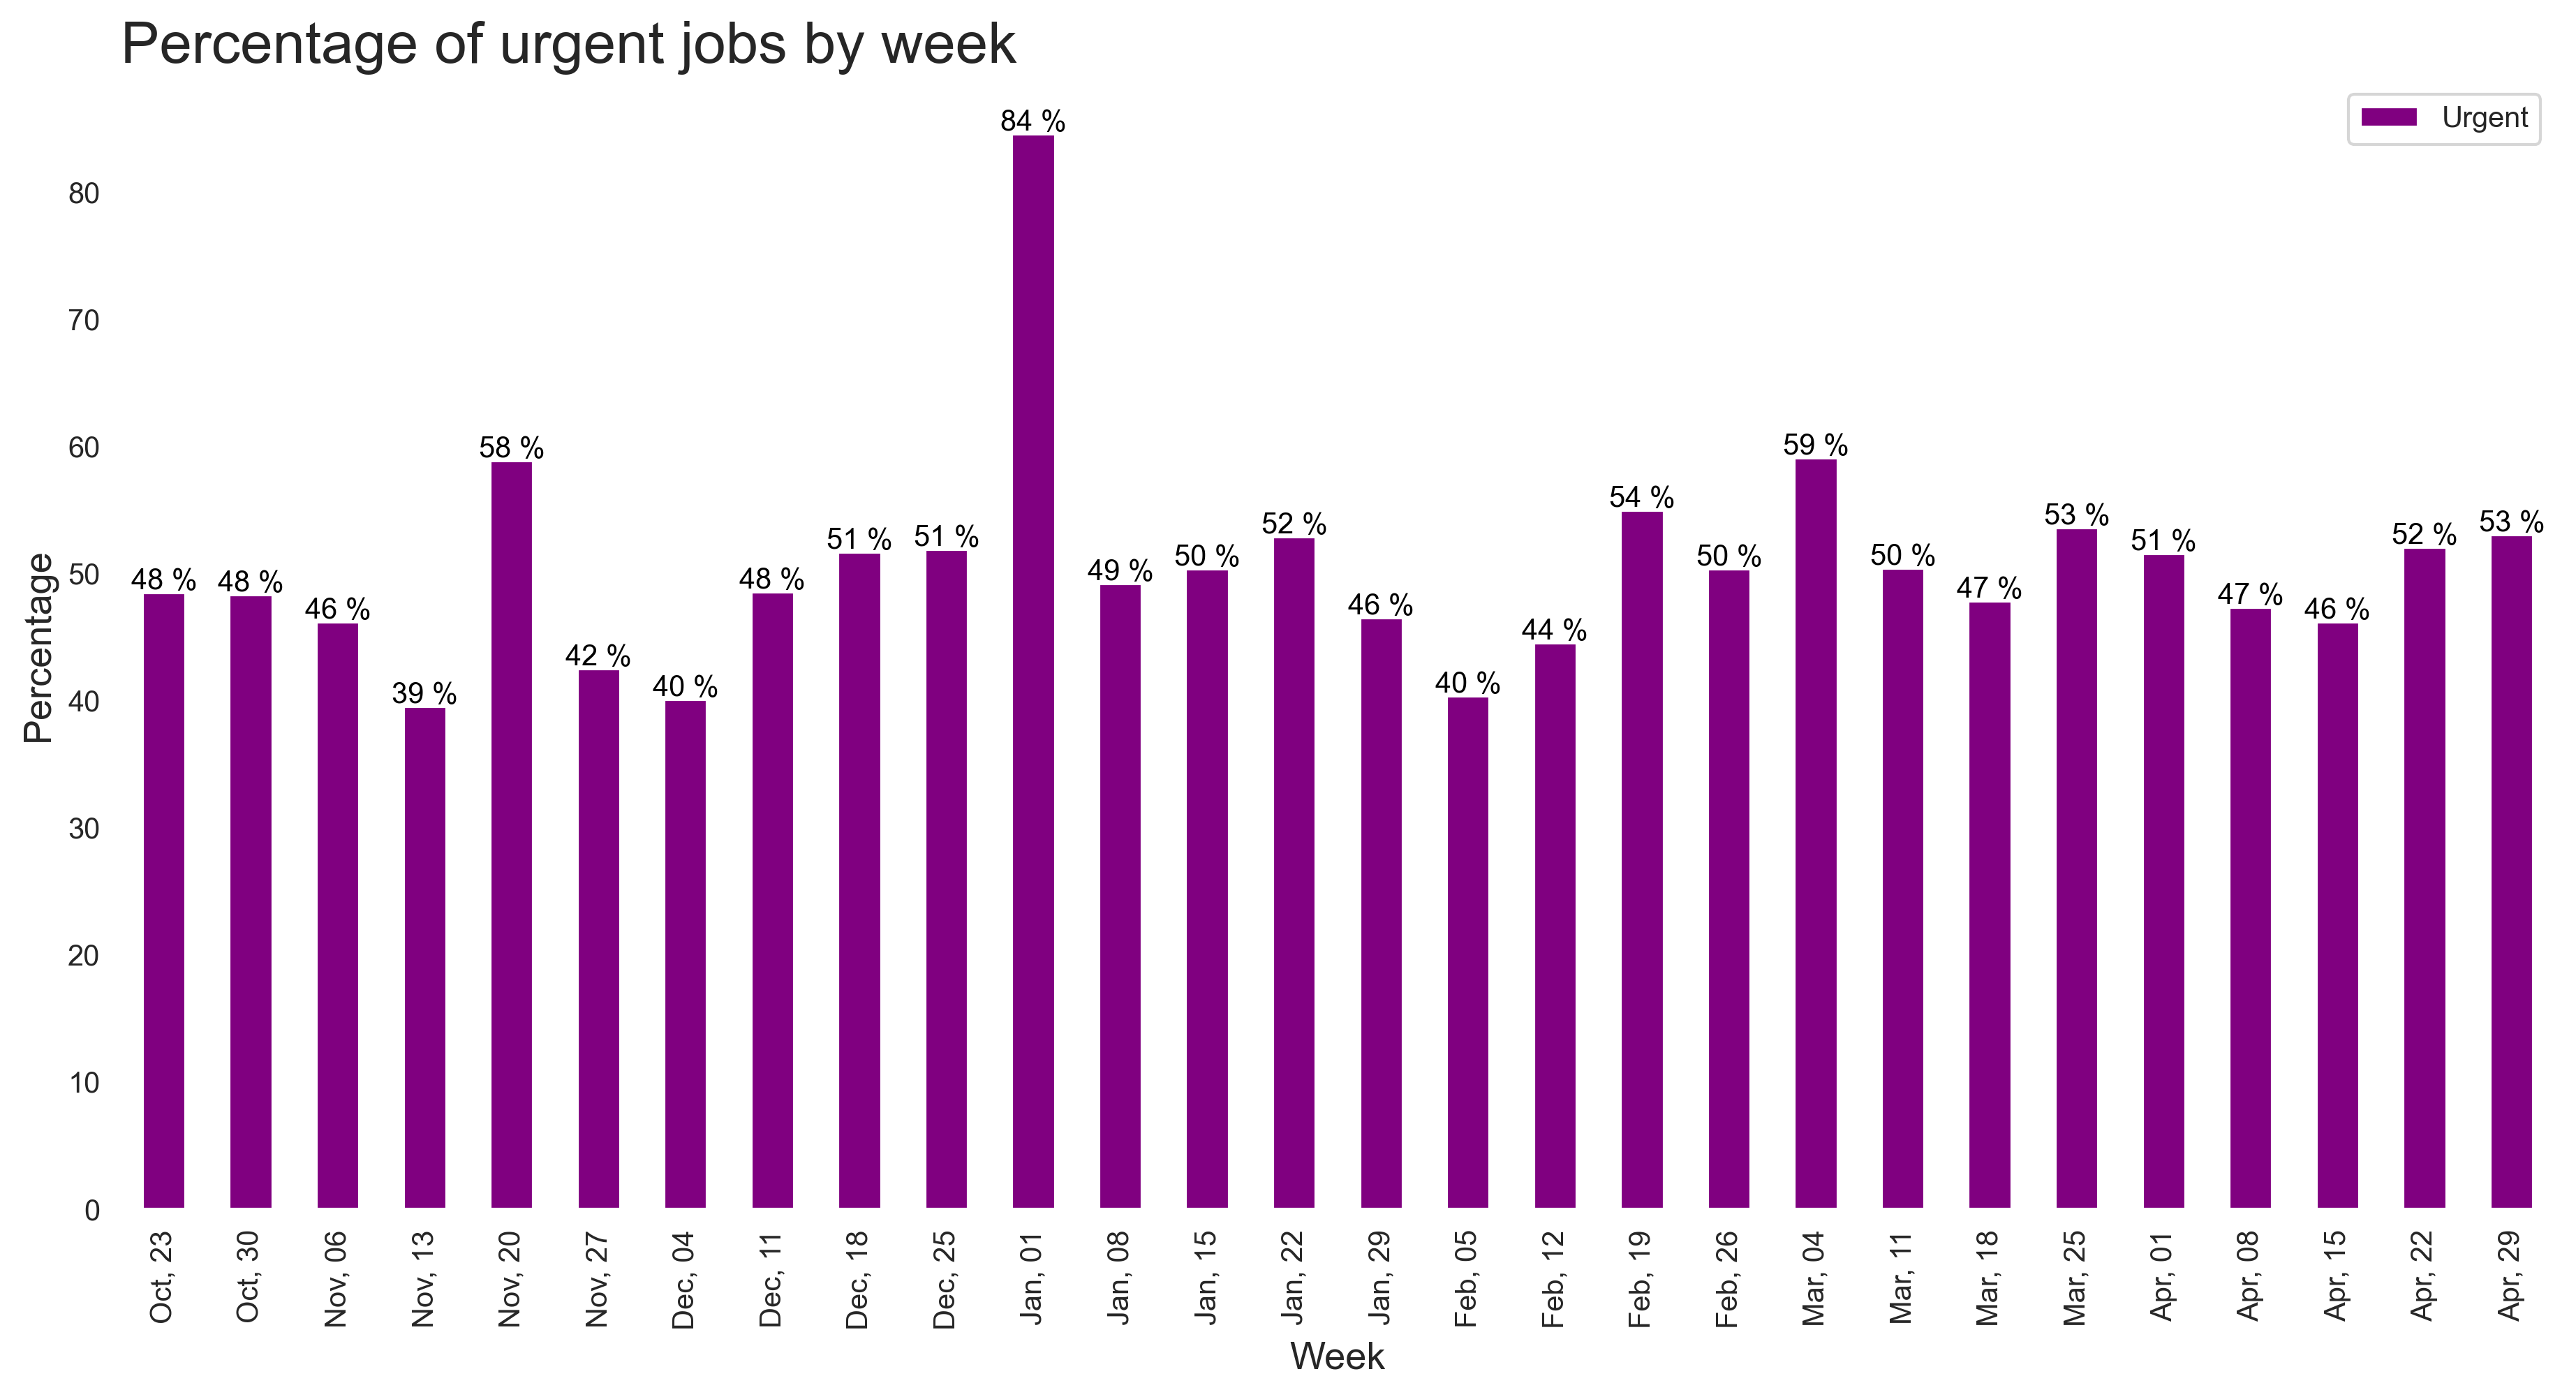 Percentage of urgent jobs by week
Urgent
Percentage
80
70
60
50
40
30
20
10
0
48 %
48 %
46 %
39 %
58 %
42 %
40 %
48 %
51 %
51 %
84 %
49 %
50 %
52 %
46 %
40 %
44 %
54 %
50 %
59 %
50 %
47 %
53 %
51 %
47 %
46 %
52 %
53 %
Oct, 23
Oct, 30
Nov, 06
Nov, 13
Nov, 20
Nov, 27
Dec, 04
Dec, 11
Dec, 18
Dec, 25
Jan, 01
Jan, 08
Jan, 15
Jan, 22
Jan, 29
Feb, 05
Feb, 12
Feb, 19
Feb, 26
Mar, 04
Mar, 11
Mar, 18
Mar, 25
Apr, 01
Apr, 08
Apr, 15
Apr, 22
Apr, 29
Week